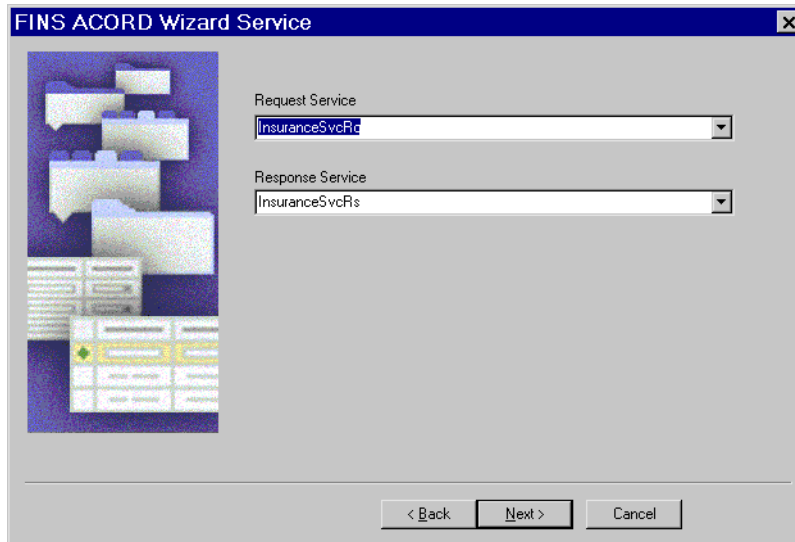 FINS ACORD Wizard Service
Request Service
InsuranceSvcRq
Response Service
InsuranceSvcRs
< Back
Next >
Cancel